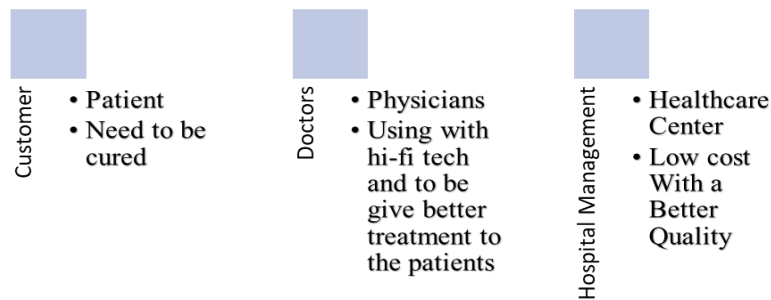 Customer
• Patient
• Need to be
cured
Doctors
• Physicians
• Using with
hi-fi tech
and to be
give better
treatment to
the patients
Hospital Management
• Healthcare
Center
• Low cost
With a
Better
Quality